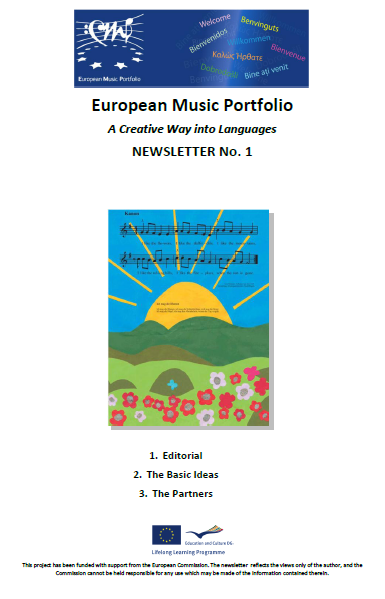 Welcome
Benvinguts
Bienvenidos
Willkommen
Bienvenue
Καλώς Ήρθατε
Bine ați venit
European Music Portfolio
European Music Portfolio
A Creative Way into Languages
NEWSLETTER No. 1
1. Editorial
2. The Basic Ideas
3. The Partners
Education and Culture DG
Lifelong Learning Programme
This project has been funded with support from the European Commission. The newsletter reflects the views only of the author, and the
Commission cannot be held responsible for any use which may be made of the information contained therein.